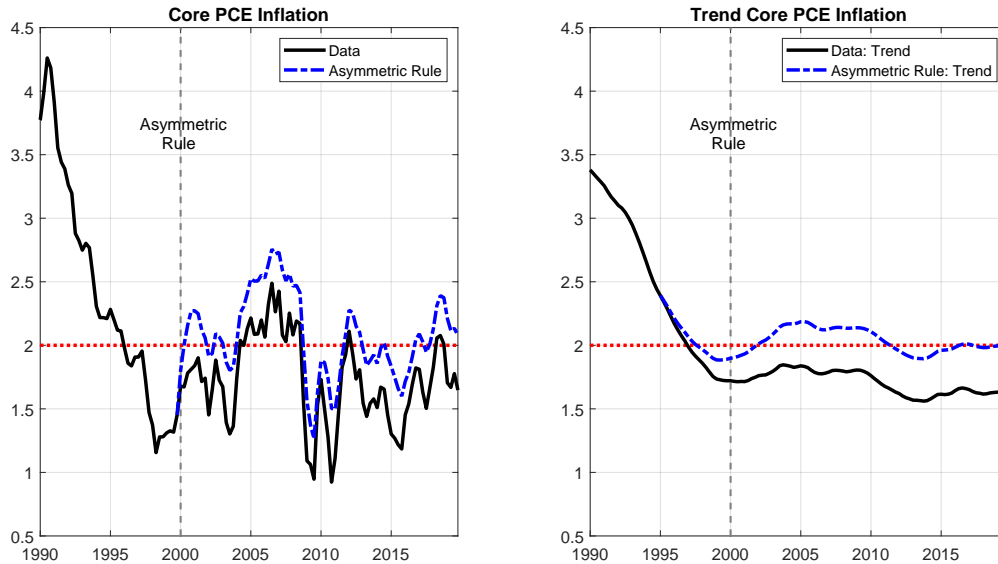 Core PCE Inflation
Data
Asymmetric Rule
Asymmetric
Rule
4.5
4
3.5
3
2.5
2
1.5
1
0.5
1990 1995 2000 2005 2010 2015
Trend Core PCE Inflation
Data: Trend
Asymmetric Rule: Trend
Asymmetric
Rule
4.5
4
3.5
3
2.5
2
1.5
1
0.5
1990 1995 2000 2005 2010 2015